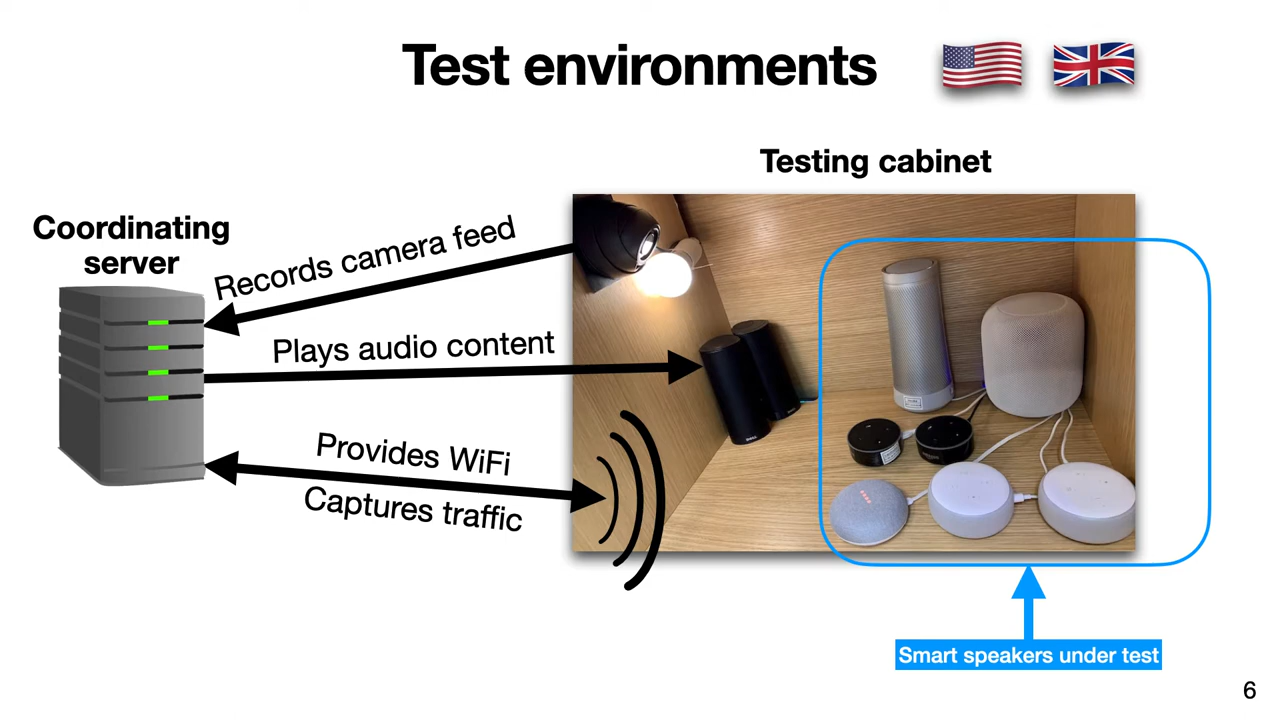 Test environments
Testing cabinet
Coordinating
server
Records camera feed
Plays audio content
Provides WiFi
Captures traffic
Smart speakers under test
6